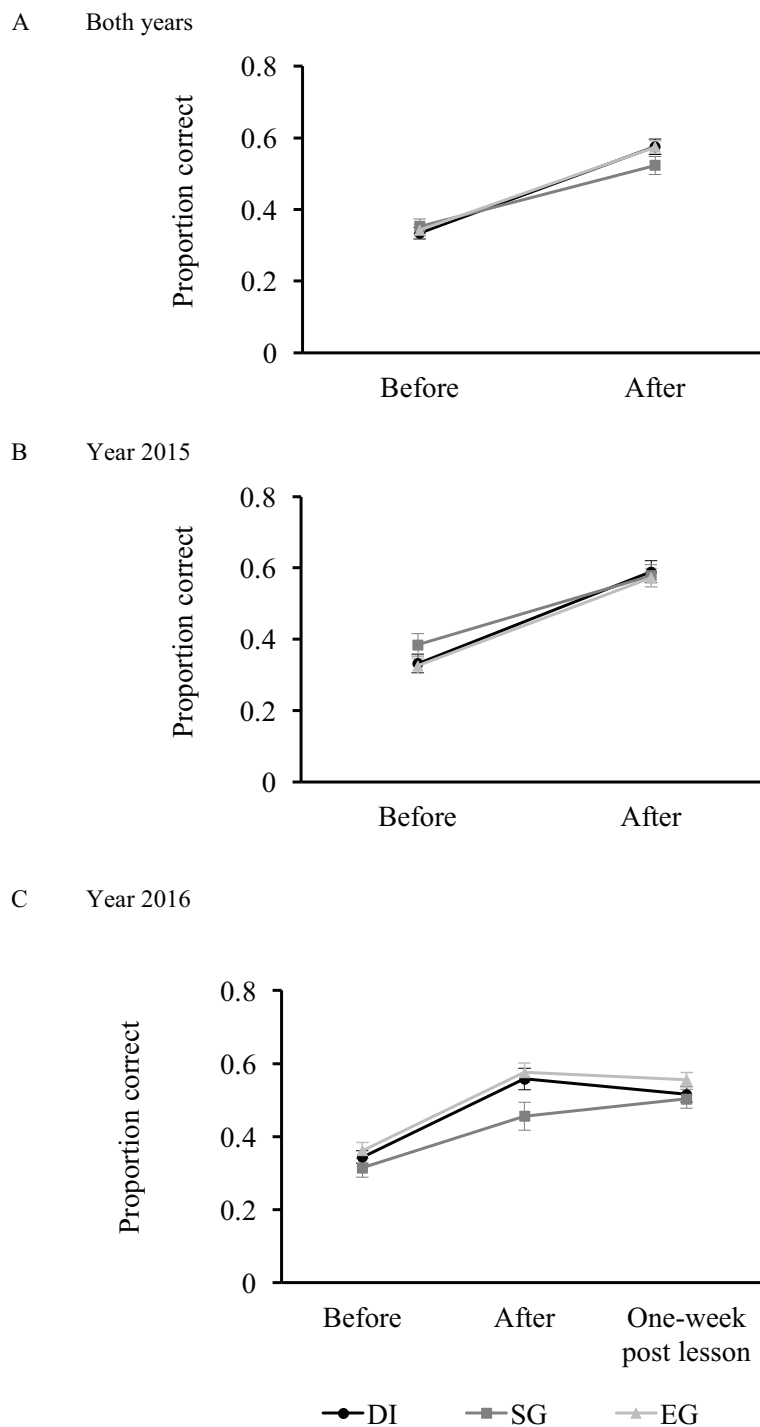 A Both years
0.8
0.6
0.4
0.2
0
Proportion correct
Before After
B Year 2015
0.8
0.6
0.4
0.2
0
Proportion correct
Before After
C Year 2016
0.8
0.6
0.4
0.2
0
Proportion correct
Before After One-week
post lesson
DI SG EG